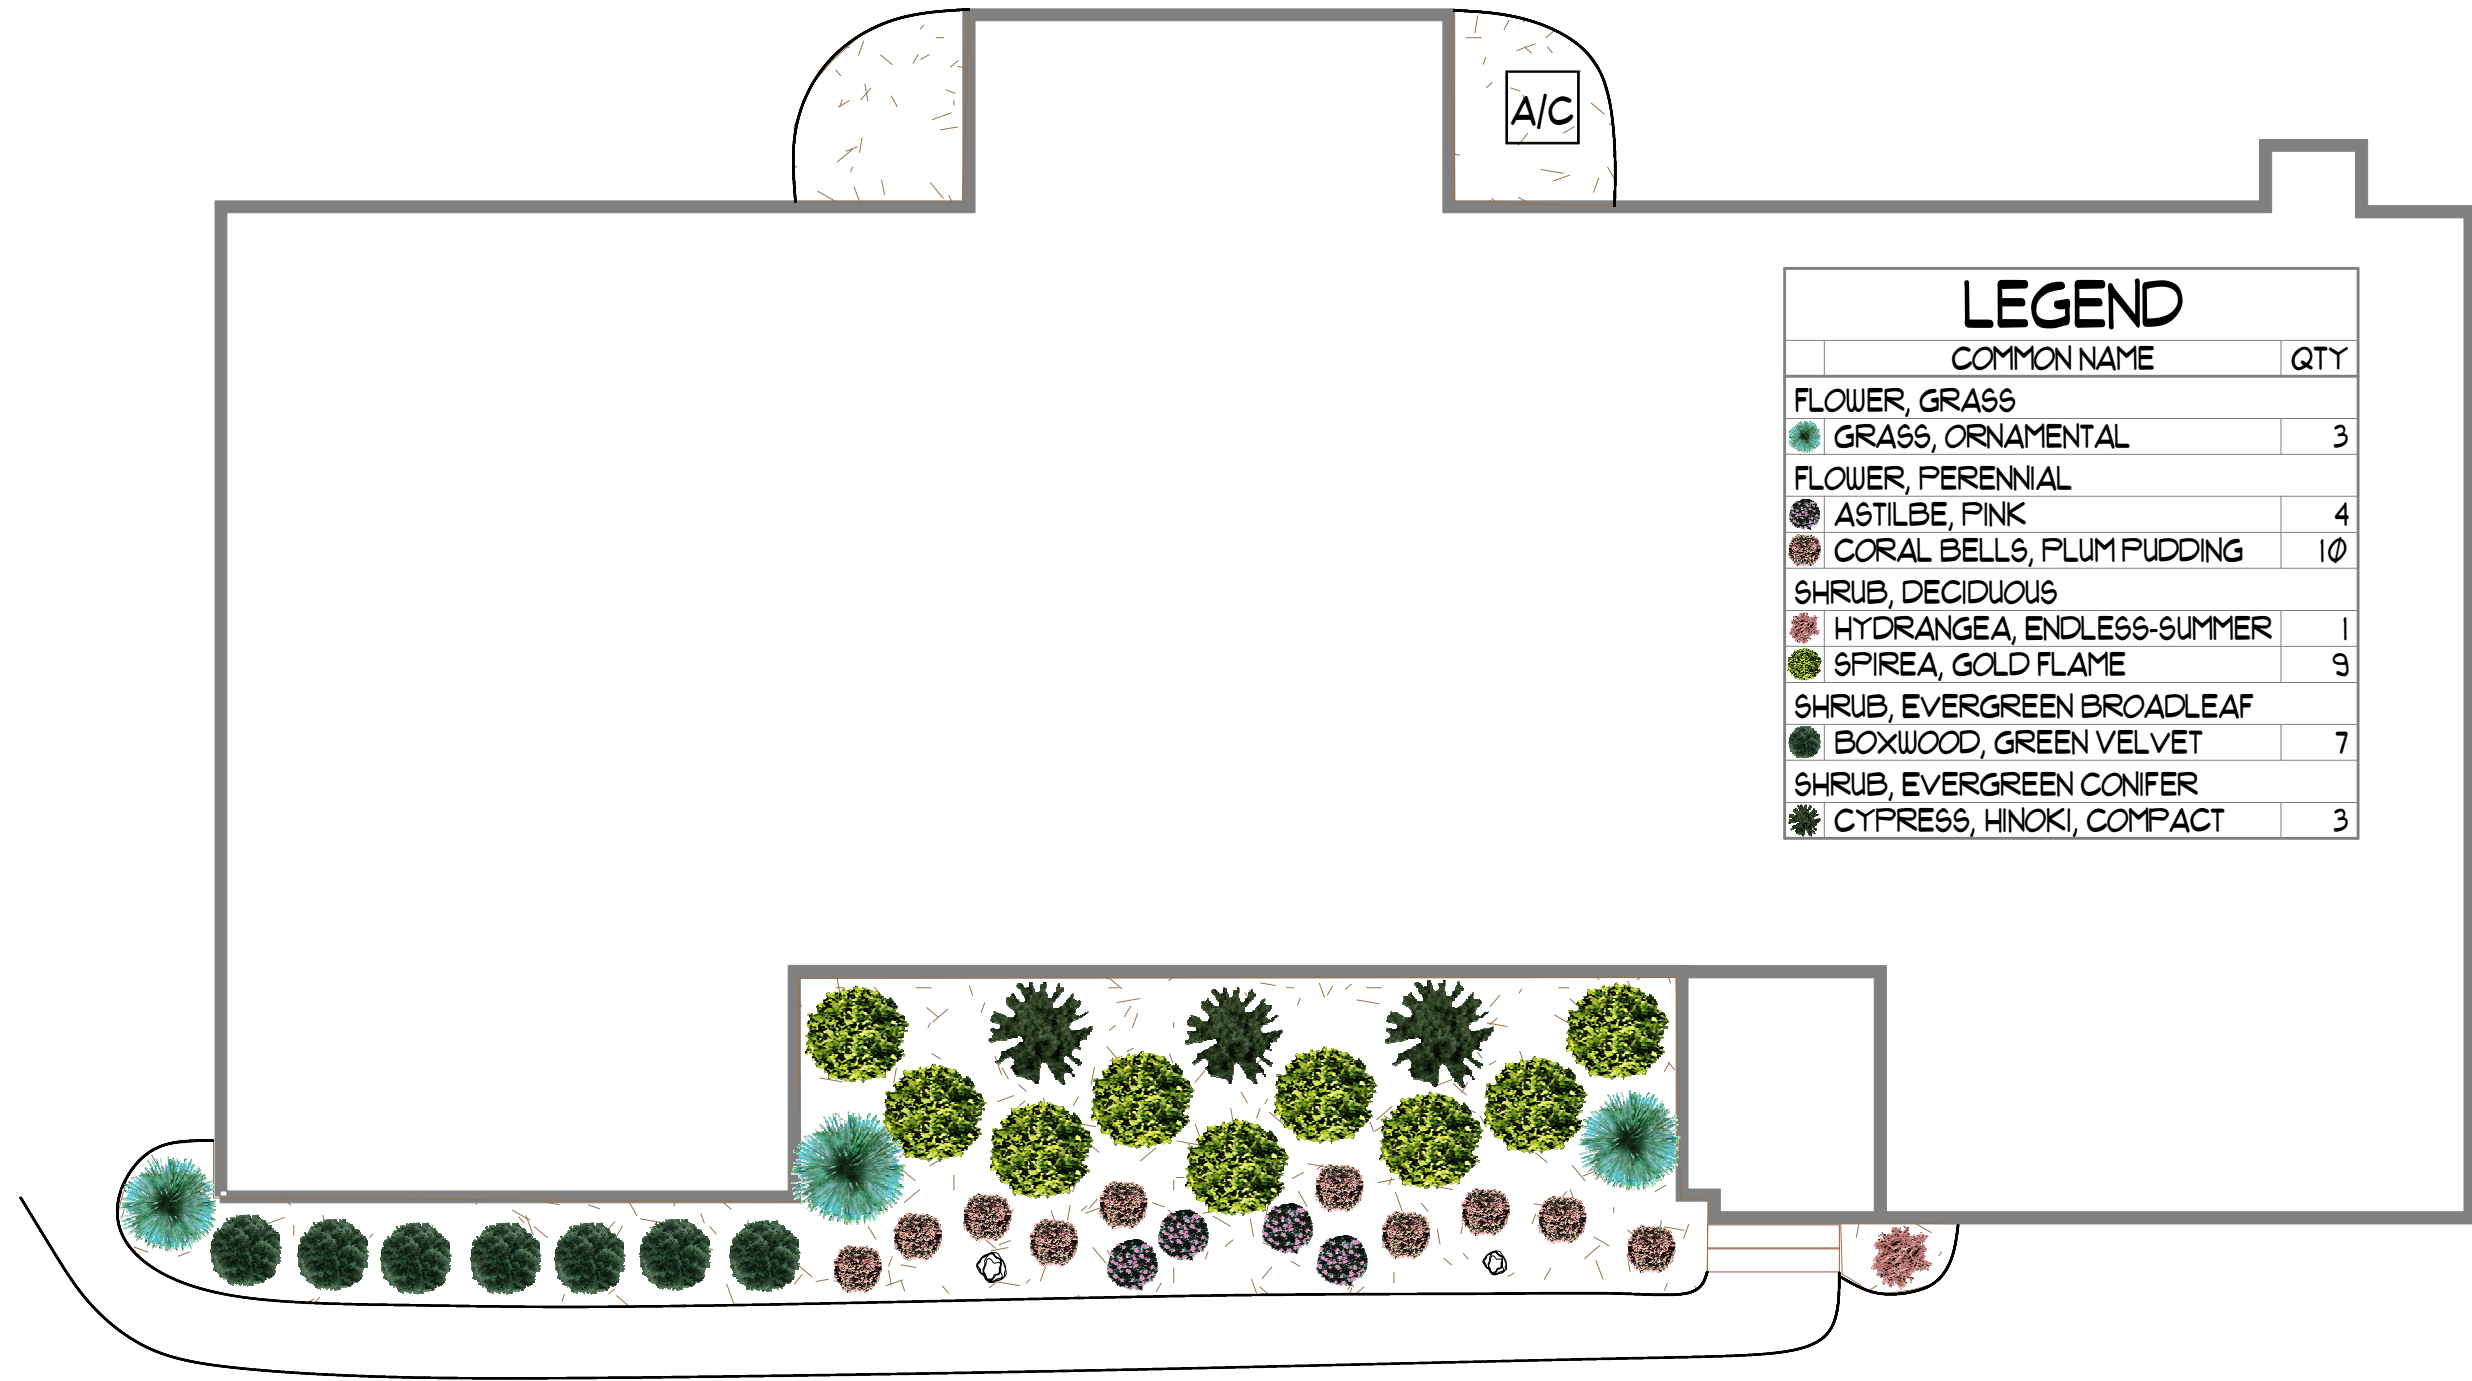 A/C
LEGEND
COMMON NAME QTY
FLOWER, GRASS
GRASS, ORNAMENTAL 3
FLOWER, PERENNIAL
ASTILBE, PINK 4
CORAL BELLS, PLUM PUDDING 10
SHRUB, DECIDUOUS
HYDRANGEA, ENDLESS-SUMMER 1
SPIREA, GOLD FLAME 9
SHRUB, EVERGREEN BROADLEAF
BOXWOOD, GREEN VELVET 7
SHRUB, EVERGREEN CONIFER
CYPRESS, HINOKI, COMPACT 3